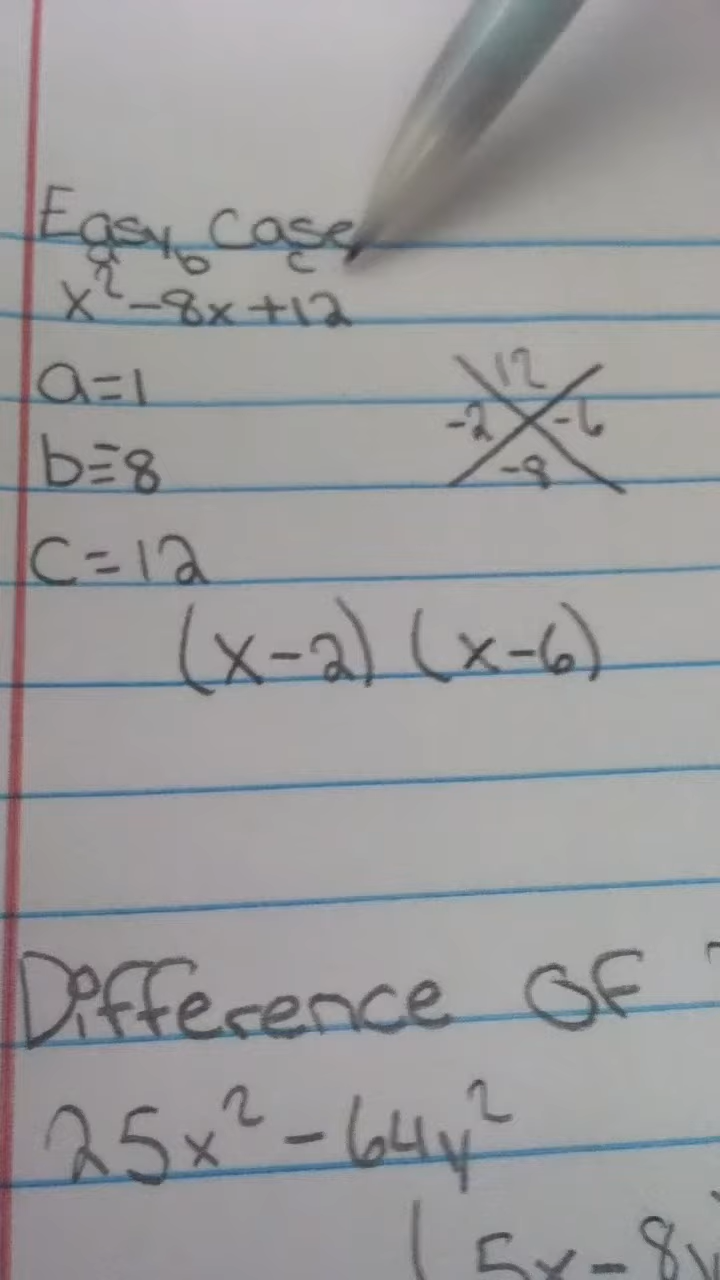 Easy Case
a b c
x² - 8x + 12
a = 1
b = -8
c = 12
12
-2 -6
-8
(x - 2) (x - 6)
Difference Of
25x² - 64y²
(5x - 8y